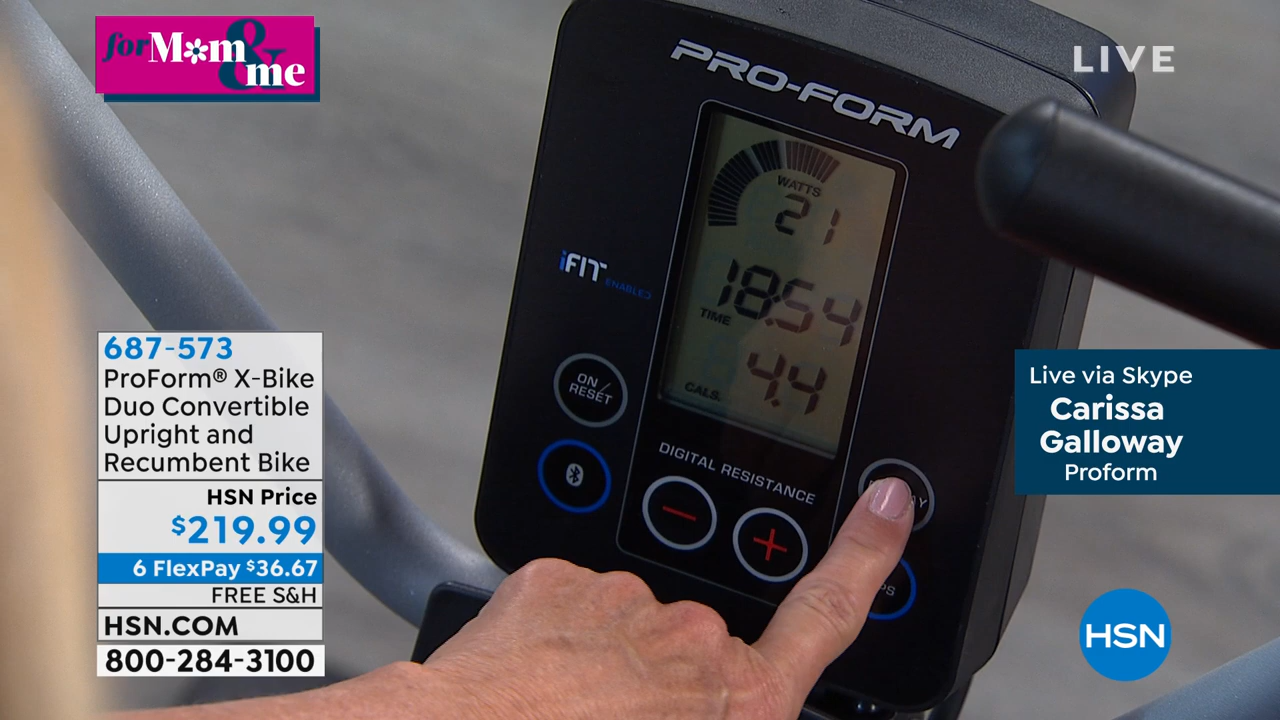 for Mom
&
me
LIVE
PRO-FORM
WATTS
21
iFIT
ENABLED
18:54
TIME
4.4
CALS.
ON/
RESET
DIGITAL RESISTANCE
687-573
ProForm® X-Bike
Duo Convertible
Upright and
Recumbent Bike
HSN Price
$219.99
6 FlexPay $36.67
FREE S&H
HSN.COM
800-284-3100
Live via Skype
Carissa
Galloway
Proform
HSN